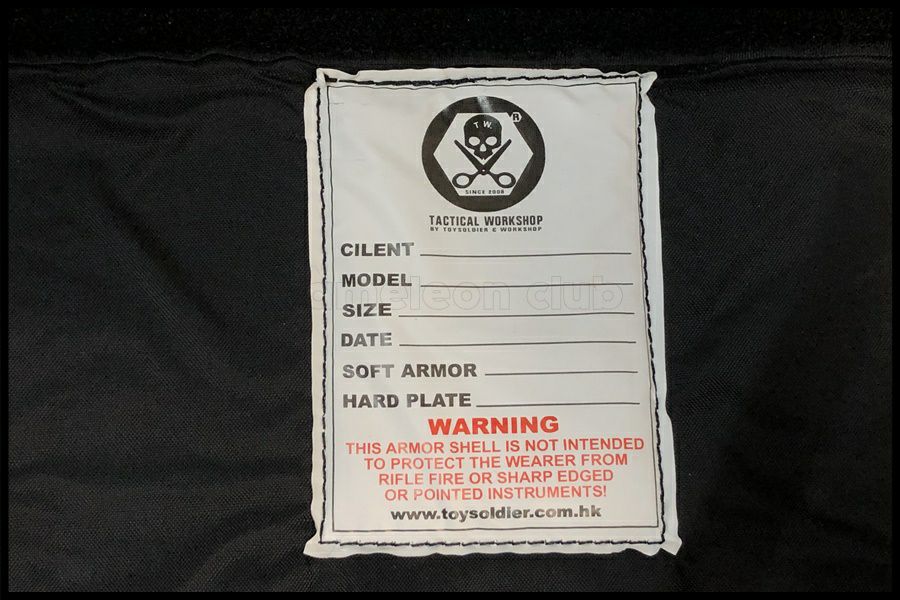 T.W.
R
SINCE 2008
TACTICAL WORKSHOP
BY TOYSOLDIER & WORKSHOP
CILENT
MODEL
ameleon club
SIZE
DATE
SOFT ARMOR
HARD PLATE
WARNING
THIS ARMOR SHELL IS NOT INTENDED
TO PROTECT THE WEARER FROM
RIFLE FIRE OR SHARP EDGED
OR POINTED INSTRUMENTS!
www.toysoldier.com.hk